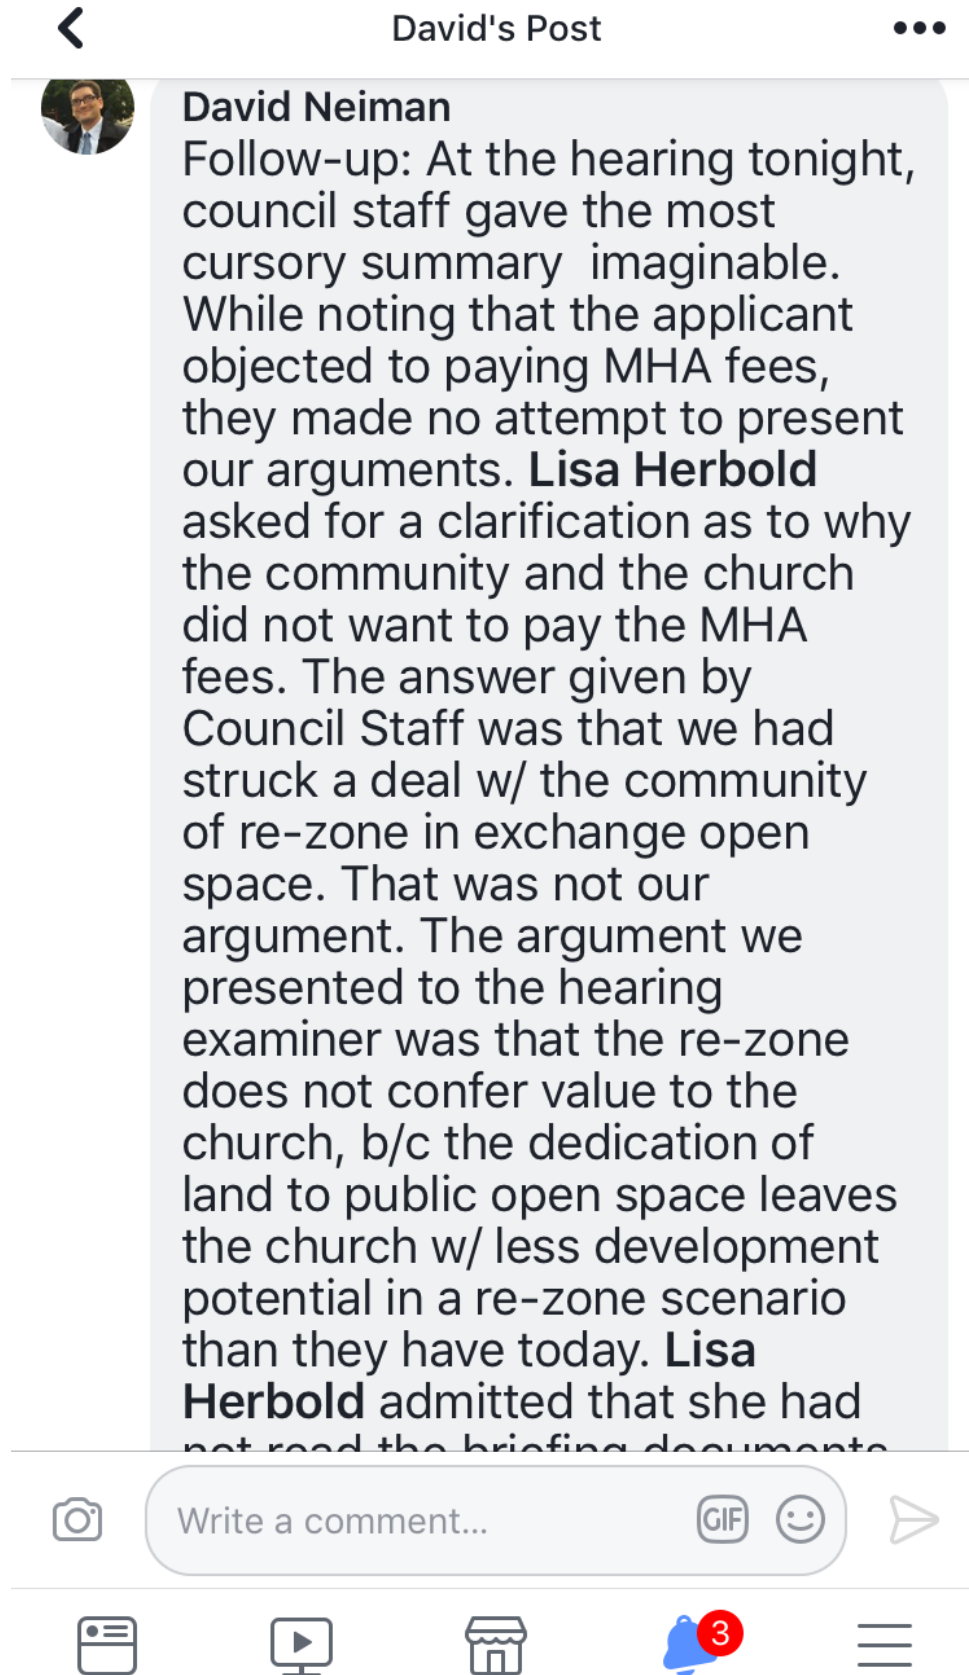 David's Post
David Neiman
Follow-up: At the hearing tonight,
council staff gave the most
cursory summary  imaginable.
While noting that the applicant
objected to paying MHA fees,
they made no attempt to present
our arguments. Lisa Herbold
asked for a clarification as to why
the community and the church
did not want to pay the MHA
fees. The answer given by
Council Staff was that we had
struck a deal w/ the community
of re-zone in exchange open
space. That was not our
argument. The argument we
presented to the hearing
examiner was that the re-zone
does not confer value to the
church, b/c the dedication of
land to public open space leaves
the church w/ less development
potential in a re-zone scenario
than they have today. Lisa
Herbold admitted that she had
not read the briefing documents
Write a comment...
GIF
3